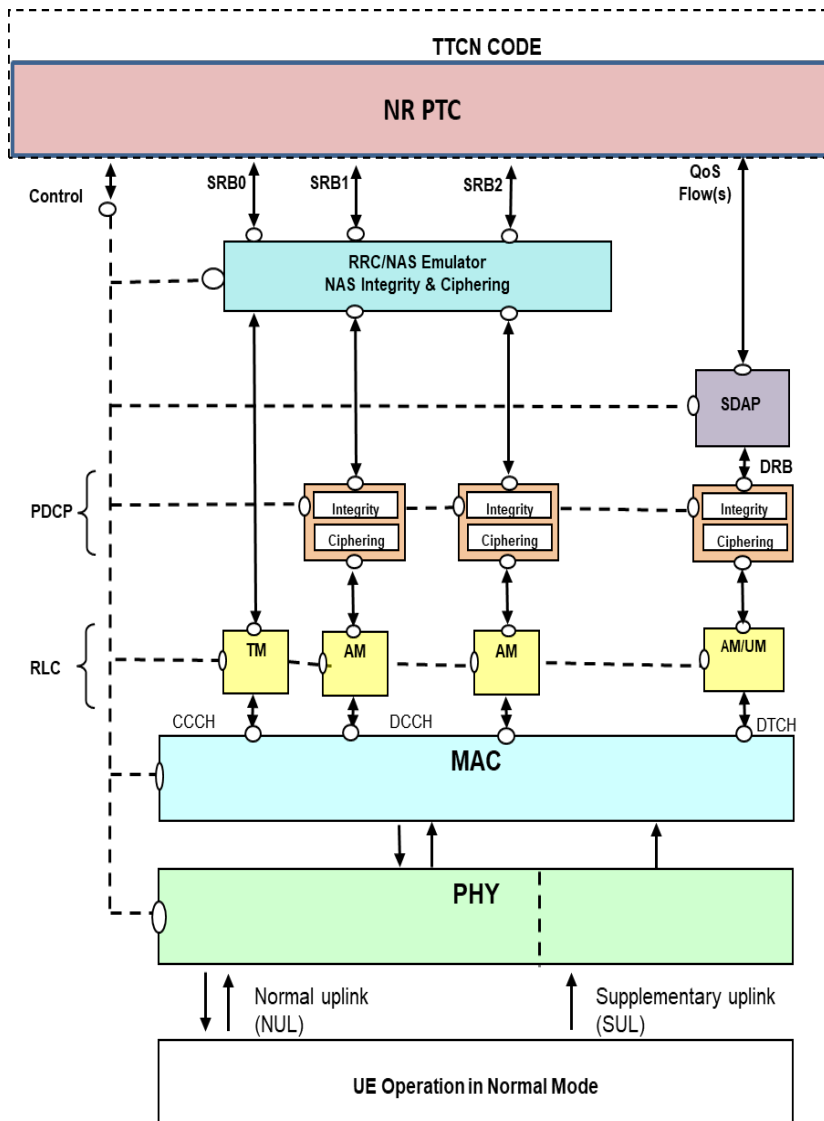 TTCN CODE
NR PTC
Control
SRB0
SRB1
SRB2
QoS
Flow(s)
RRC/NAS Emulator
NAS Integrity & Ciphering
SDAP
DRB
PDCP
Integrity
Ciphering
Integrity
Ciphering
Integrity
Ciphering
RLC
TM
AM
AM
AM/UM
CCCH
DCCH
DTCH
MAC
PHY
Normal uplink
(NUL)
Supplementary uplink
(SUL)
UE Operation in Normal Mode